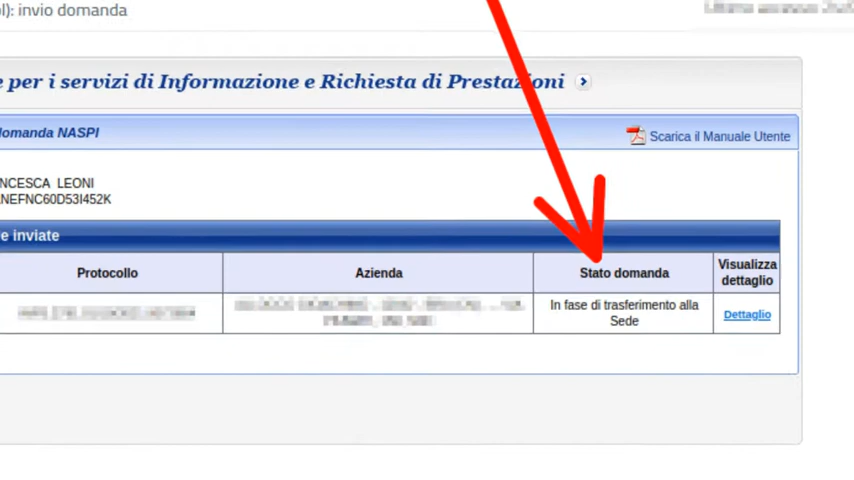 ol): invio domanda
e per i servizi di Informazione e Richiesta di Prestazioni
domanda NASPI
Scarica il Manuale Utente
NCESCA LEONI
NEFNC60D53I452K
e inviate
Protocollo
Azienda
Stato domanda
Visualizza
dettaglio
In fase di trasferimento alla
Sede
Dettaglio